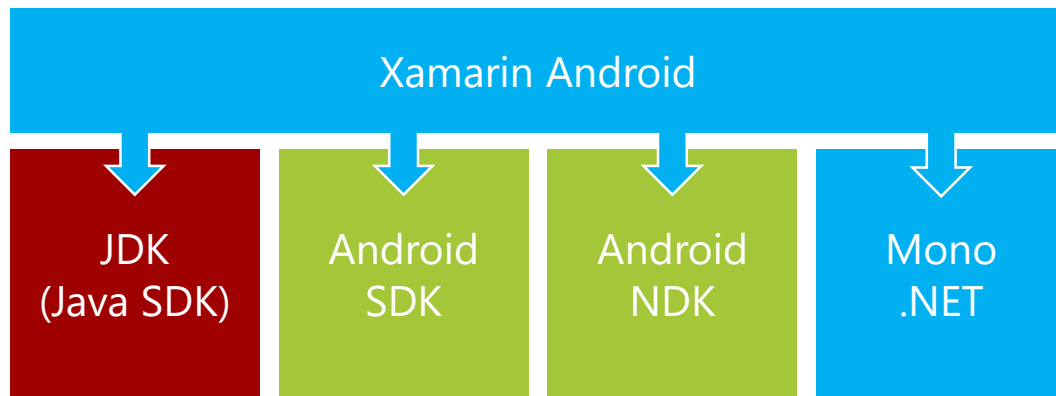 Xamarin Android
JDK
(Java SDK)
Android
SDK
Android
NDK
Mono
.NET